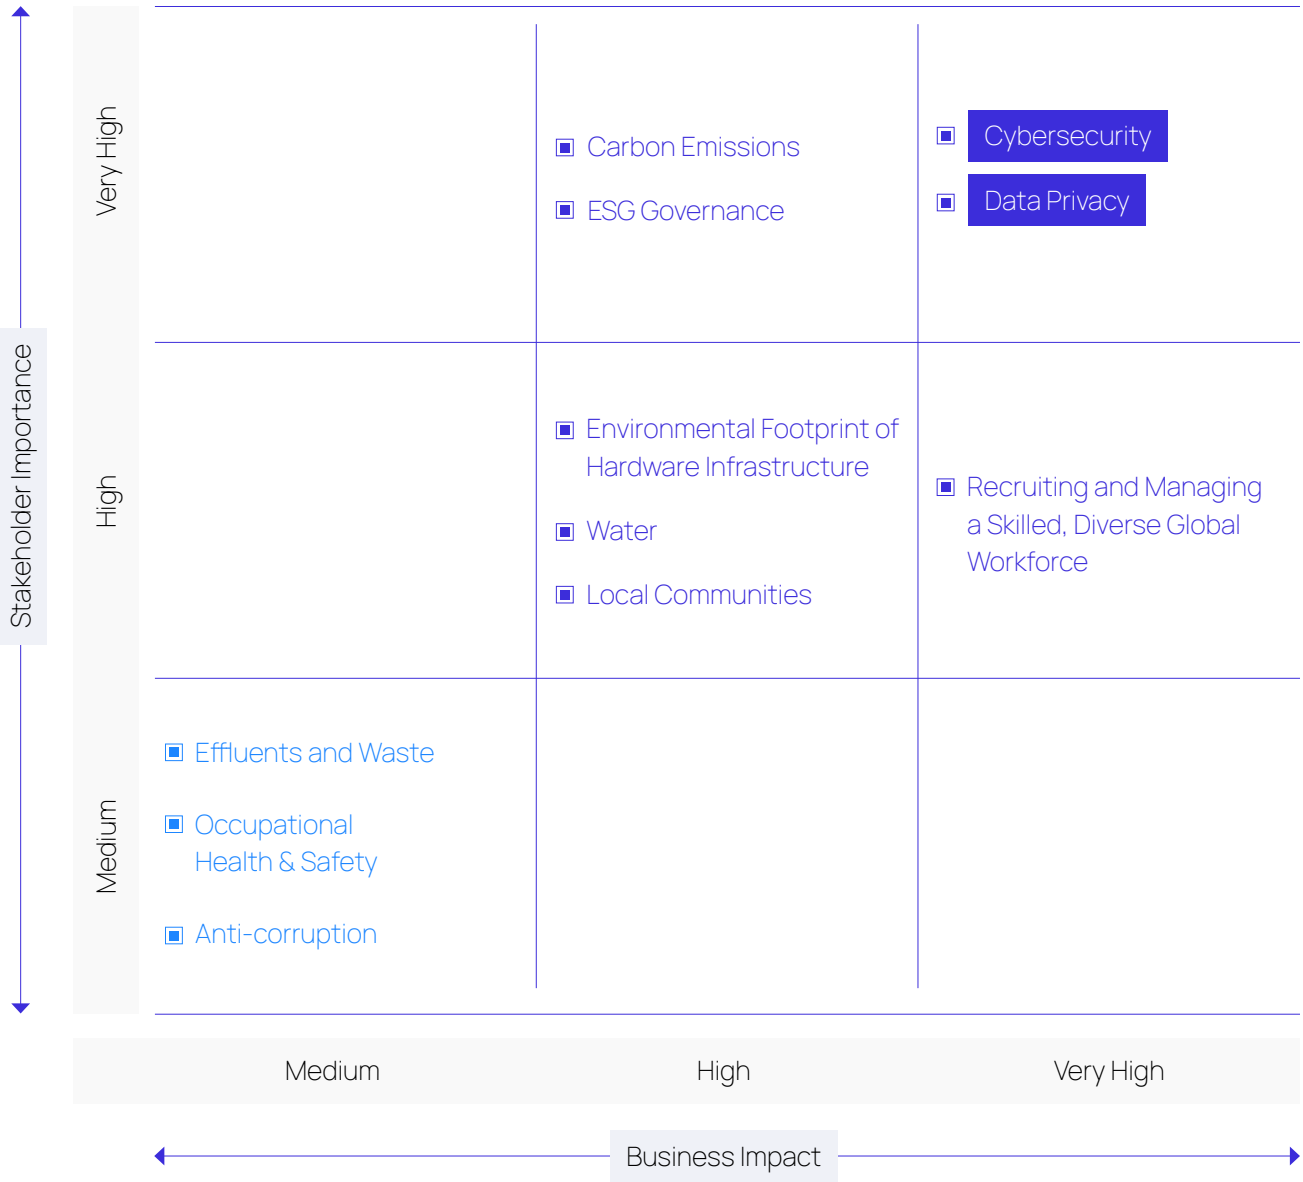 Stakeholder Importance
Very High
Carbon Emissions
ESG Governance
Cybersecurity
Data Privacy
High
Environmental Footprint of
Hardware Infrastructure
Water
Local Communities
Recruiting and Managing
a Skilled, Diverse Global
Workforce
Medium
Effluents and Waste
Occupational
Health & Safety
Anti-corruption
Medium
High
Very High
Business Impact